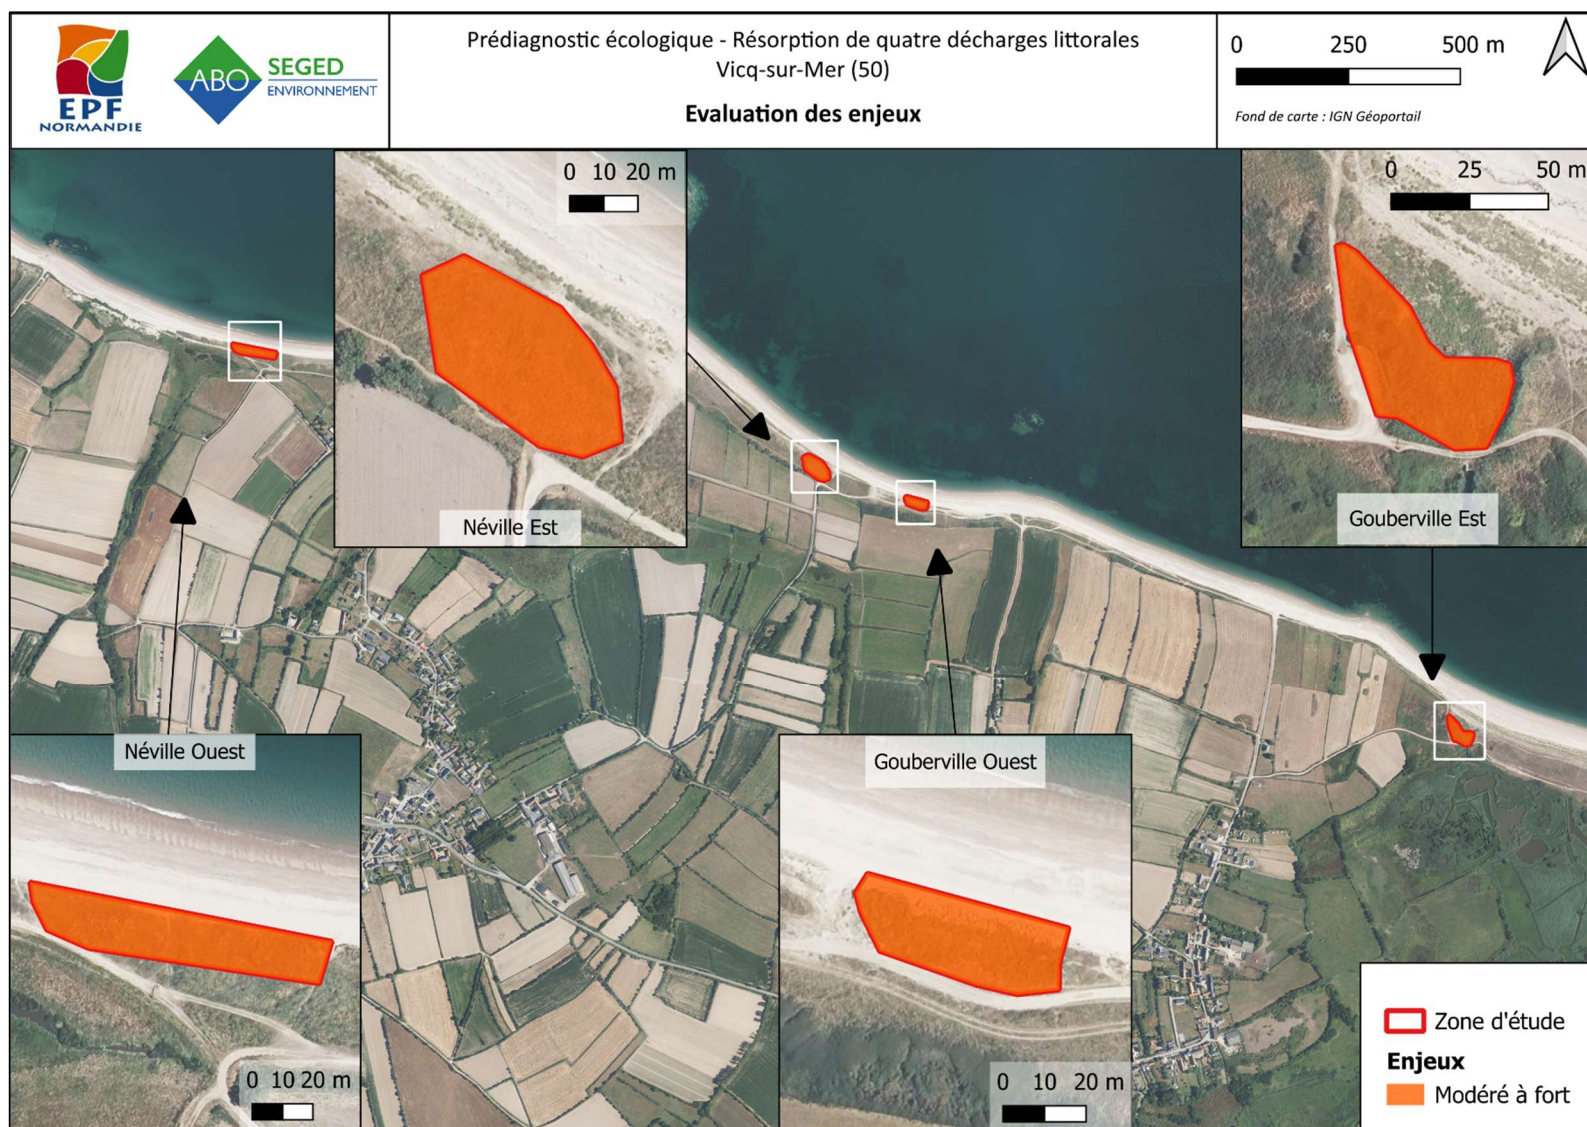 EPF
NORMANDIE
ABO
SEGED
ENVIRONNEMENT
Prédiagnostic écologique - Résorption de quatre décharges littorales
Vicq-sur-Mer (50)
Evaluation des enjeux
0 250 500 m
Fond de carte : IGN Géoportail
0 10 20 m
Néville Est
0 25 50 m
Gouberville Est
Néville Ouest
0 10 20 m
Gouberville Ouest
0 10 20 m
Zone d'étude
Enjeux
Modéré à fort